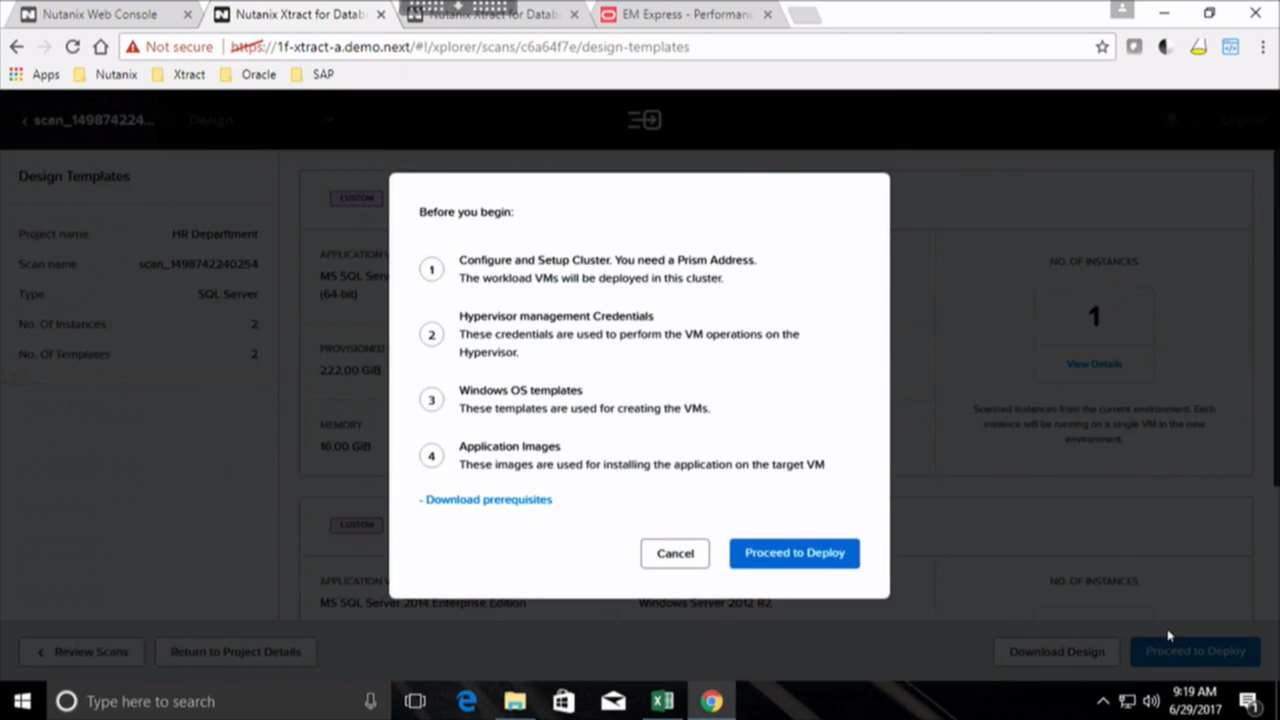 Nutanix Web Console
Nutanix Xtract for Datab
Nutanix Xtract for Datab
EM Express - Performanc
Not secure
https://1f-xtract-a.demo.next/#!/xplorer/scans/c6a64f7e/design-templates
Apps
Nutanix
Xtract
Oracle
SAP
scan_149874224...
Design
Logout
Design Templates
Project name
HR Department
Scan name
scan_1498742240254
Type
SQL Server
No. Of Instances
2
No. Of Templates
2
CUSTOM
APPLICATION
MS SQL Serv
(64-bit)
PROVISIONED
222.00 GiB
MEMORY
16.00 GiB
NO. OF INSTANCES
1
View Details
Scanned instances from the current environment. Each
instance will be running on a single VM in the new
environment.
Before you begin:
1
Configure and Setup Cluster. You need a Prism Address.
The workload VMs will be deployed in this cluster.
2
Hypervisor management Credentials
These credentials are used to perform the VM operations on the
Hypervisor.
3
Windows OS templates
These templates are used for creating the VMs.
4
Application Images
These images are used for installing the application on the target VM
- Download prerequisites
Cancel
Proceed to Deploy
CUSTOM
APPLICATION
MS SQL Server 2014 Enterprise Edition
Windows Server 2012 R2
NO. OF INSTANCES
Review Scans
Return to Project Details
Download Design
Proceed to Deploy
Type here to search
9:19 AM
6/29/2017
1